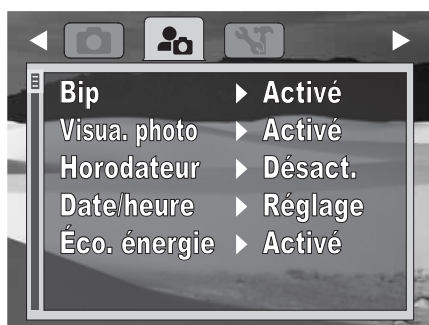 Bip Activé
Visua. photo Activé
Horodateur Désact.
Date/heure Réglage
Éco. énergie Activé